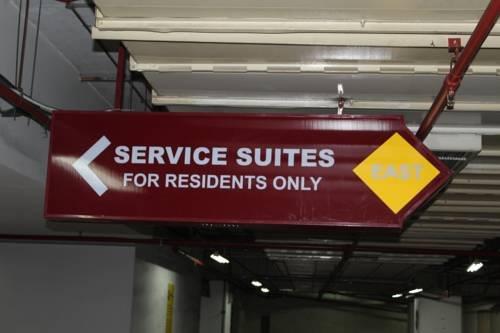 SERVICE SUITES
FOR RESIDENTS ONLY
EAST